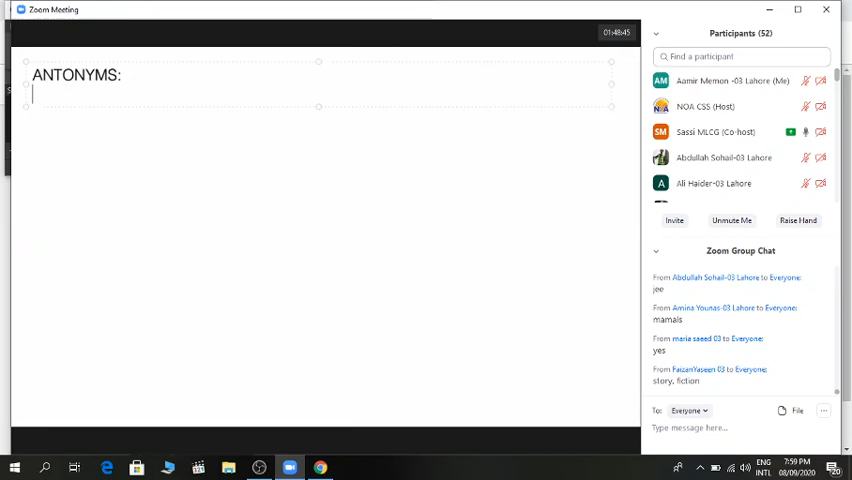 Zoom Meeting
01:48:45
ANTONYMS:
Participants (52)
Find a participant
AM Aamir Memon -03 Lahore (Me)
NOA CSS (Host)
SM Sassi MLCG (Co-host)
Abdullah Sohail-03 Lahore
A Ali Haider-03 Lahore
Invite Unmute Me Raise Hand
Zoom Group Chat
From Abdullah Sohail-03 Lahore to Everyone:
jee
From Amina Younas-03 Lahore to Everyone:
mamals
From maria saeed 03 to Everyone:
yes
From FaizanYaseen 03 to Everyone:
story, fiction
To: Everyone File ...
Type message here...
ENG 7:59 PM
INTL 08/09/2020 20